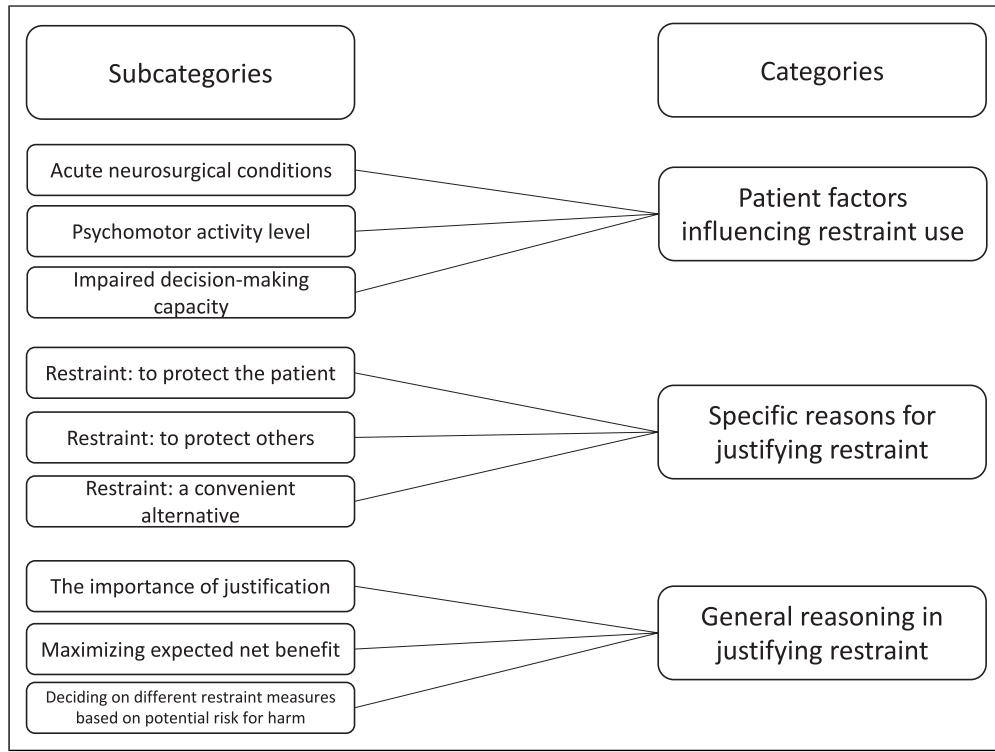 Subcategories
Categories
Acute neurosurgical conditions
Psychomotor activity level
Impaired decision-making
capacity
Patient factors
influencing restraint use
Restraint: to protect the patient
Restraint: to protect others
Restraint: a convenient
alternative
Specific reasons for
justifying restraint
The importance of justification
Maximizing expected net benefit
Deciding on different restraint measures
based on potential risk for harm
General reasoning in
justifying restraint